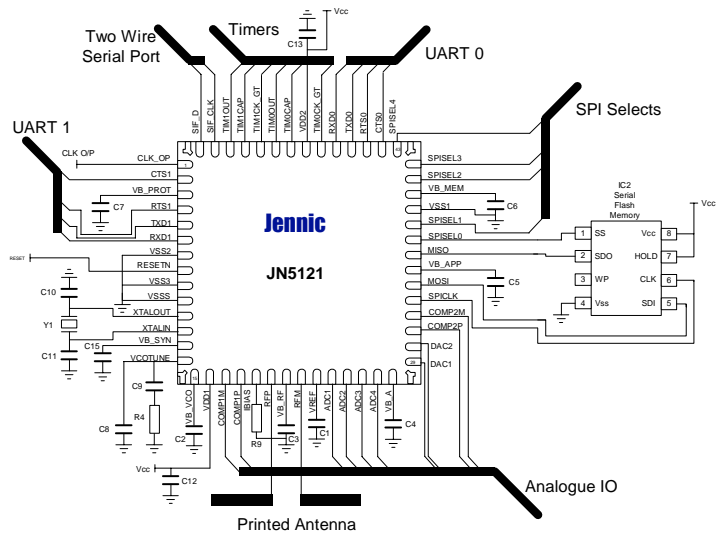 Vcc
Two Wire
Serial Port
Timers
C13
UART 0
SIF_D
SIF_CLK
TIM1OUT
TIM1CAP
TIM1CK_GT
TIM0OUT
TIM0CAP
VDD2
TIM0CK_GT
RXD0
TXD0
RTS0
CTS0
SPISEL4
SPI Selects
UART 1
CLK O/P
CLK_OP
CTS1
VB_PROT
C7
RTS1
TXD1
RXD1
VSS2
RESET
RESETN
VSS3
VSSS
C10
XTALOUT
Y1
XTALIN
C11
C15
VB_SYN
VCOTUNE
C9
R4
C8
1
43
Jennic
JN5121
15
29
SPISEL3
SPISEL2
VB_MEM
C6
VSS1
SPISEL1
SPISEL0
MISO
VB_APP
C5
MOSI
SPICLK
COMP2M
COMP2P
DAC2
DAC1
IC2
Serial
Flash
Memory
Vcc
1 SS Vcc 8
2 SDO HOLD 7
3 WP CLK 6
4 Vss SDI 5
VB_VCO
VDD1
COMP1M
COMP1P
IBIAS
RFP
VB_RF
RFM
VREF
ADC1
ADC2
ADC3
ADC4
VB_A
C2
R9
C3
C1
C4
Vcc
C12
Analogue IO
Printed Antenna